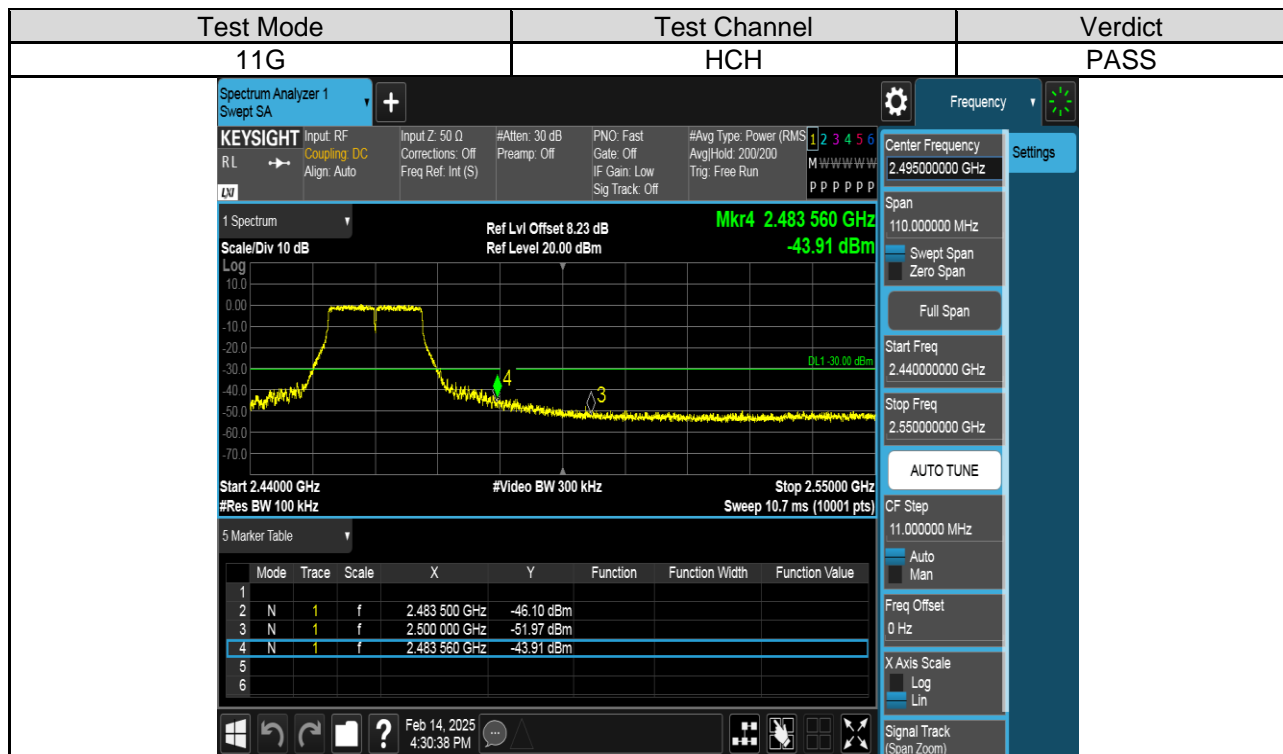 Test Mode Test Channel Verdict
11G HCH PASS
Spectrum Analyzer 1
Swept SA
+
Frequency
KEYSIGHT
R L
LXI
Input: RF
Coupling: DC
Align: Auto
Input Z: 50 Ω
Corrections: Off
Freq Ref: Int (S)
#Atten: 30 dB
Preamp: Off
PNO: Fast
Gate: Off
IF Gain: Low
Sig Track: Off
#Avg Type: Power (RMS
Avg|Hold: 200/200
Trig: Free Run
1 2 3 4 5 6
M W W W W W
P P P P P P
1 Spectrum
Scale/Div 10 dB
Ref Lvl Offset 8.23 dB
Ref Level 20.00 dBm
Mkr4 2.483 560 GHz
-43.91 dBm
Log
10.0
0.00
-10.0
-20.0
-30.0
-40.0
-50.0
-60.0
-70.0
DL1 -30.00 dBm
4
3
Start 2.44000 GHz #Video BW 300 kHz Stop 2.55000 GHz
#Res BW 100 kHz Sweep 10.7 ms (10001 pts)
5 Marker Table
Mode Trace Scale X Y Function Function Width Function Value
1
2 N 1 f 2.483 500 GHz -46.10 dBm
3 N 1 f 2.500 000 GHz -51.97 dBm
4 N 1 f 2.483 560 GHz -43.91 dBm
5
6
?
Feb 14, 2025
4:30:38 PM
Settings
Center Frequency
2.495000000 GHz
Span
110.000000 MHz
Swept Span
Zero Span
Full Span
Start Freq
2.440000000 GHz
Stop Freq
2.550000000 GHz
AUTO TUNE
CF Step
11.000000 MHz
Auto
Man
Freq Offset
0 Hz
X Axis Scale
Log
Lin
Signal Track
(Span Zoom)